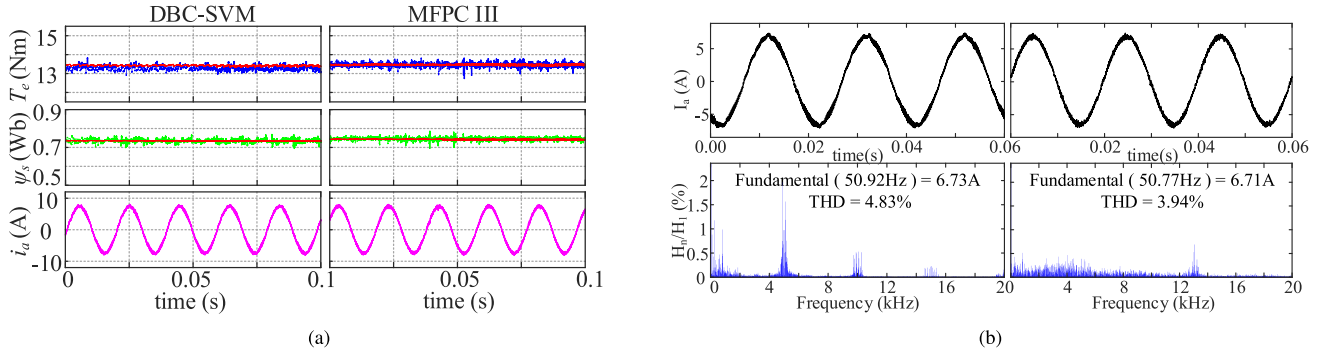 DBC-SVM MFPC III
15
13
T_e (Nm)
0.9
0.7
0.5
ψ_s (Wb)
10
0
-10
i_a (A)
0 0.05 0.1 0.05 0.1
time (s) time (s)
(a)
5
0
-5
I_a (A)
0.00 0.02 0.04 0.06 0.02 0.04 0.06
time(s) time(s)
2
1.5
1
0.5
0
H_n/H_1 (%)
Fundamental ( 50.92Hz ) = 6.73A
THD = 4.83%
Fundamental ( 50.77Hz ) = 6.71A
THD = 3.94%
0 4 8 12 16 20 4 8 12 16 20
Frequency (kHz) Frequency (kHz)
(b)